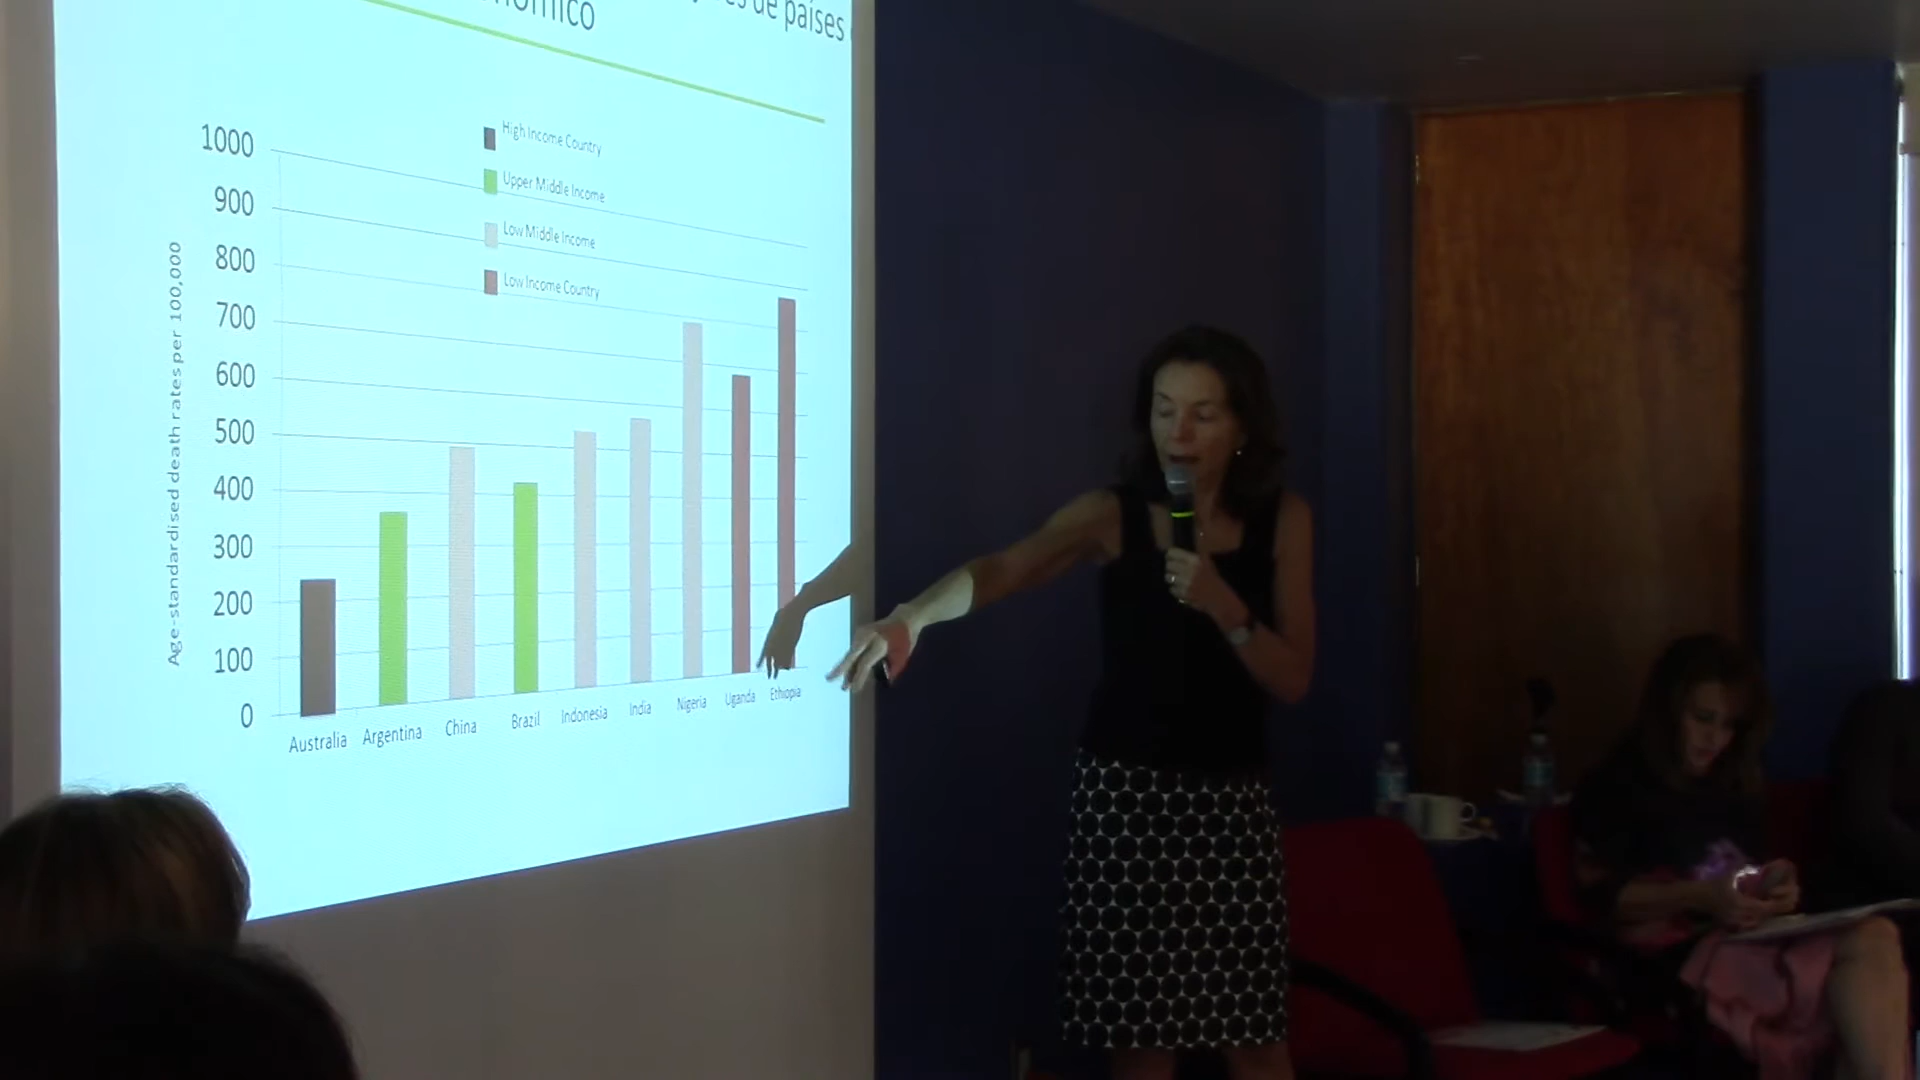 de países
1000
900
800
700
600
500
400
300
200
100
0
Age-standardised death rates per 100,000
High Income Country
Upper Middle Income
Low Middle Income
Low Income Country
Australia Argentina China Brazil Indonesia India Nigeria Uganda Ethiopia